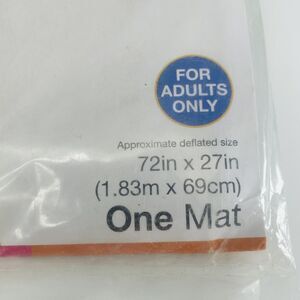 FOR
ADULTS
ONLY
Approximate deflated size
72in x 27in
(1.83m x 69cm)
One Mat